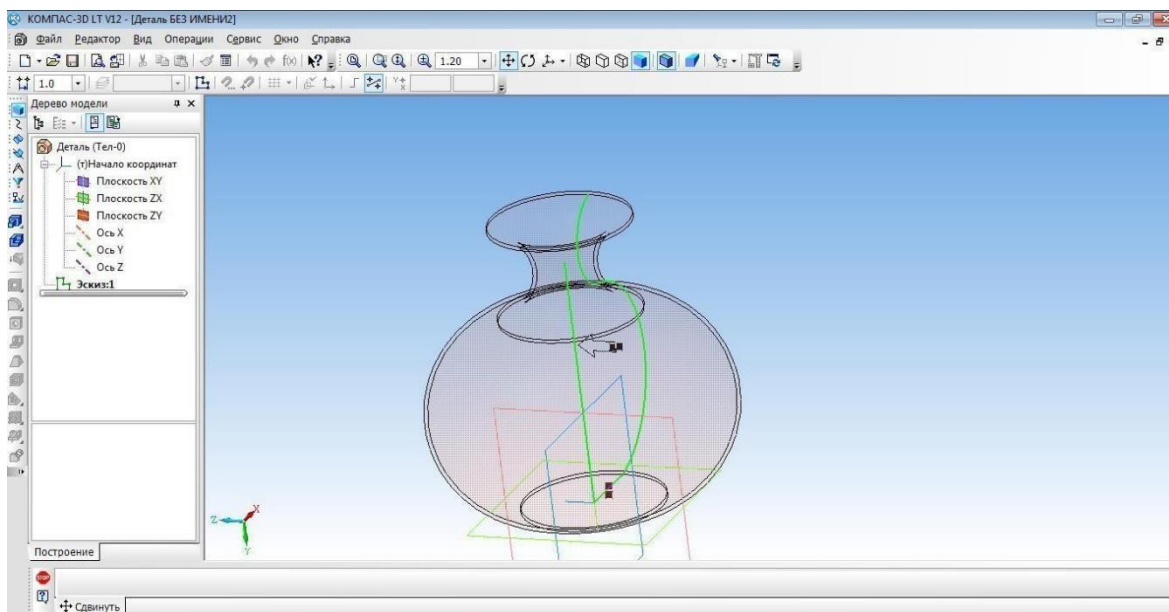 КОМПАС-3D LT V12 - [Деталь БЕЗ ИМЕНИ2]
Файл Редактор Вид Операции Сервис Окно Справка
f(x) 1.20
1.0
Дерево модели
Деталь (Тел-0)
(т)Начало координат
Плоскость XY
Плоскость ZX
Плоскость ZY
Ось X
Ось Y
Ось Z
Эскиз:1
X
Z
Y
Построение
STOP
Сдвинуть